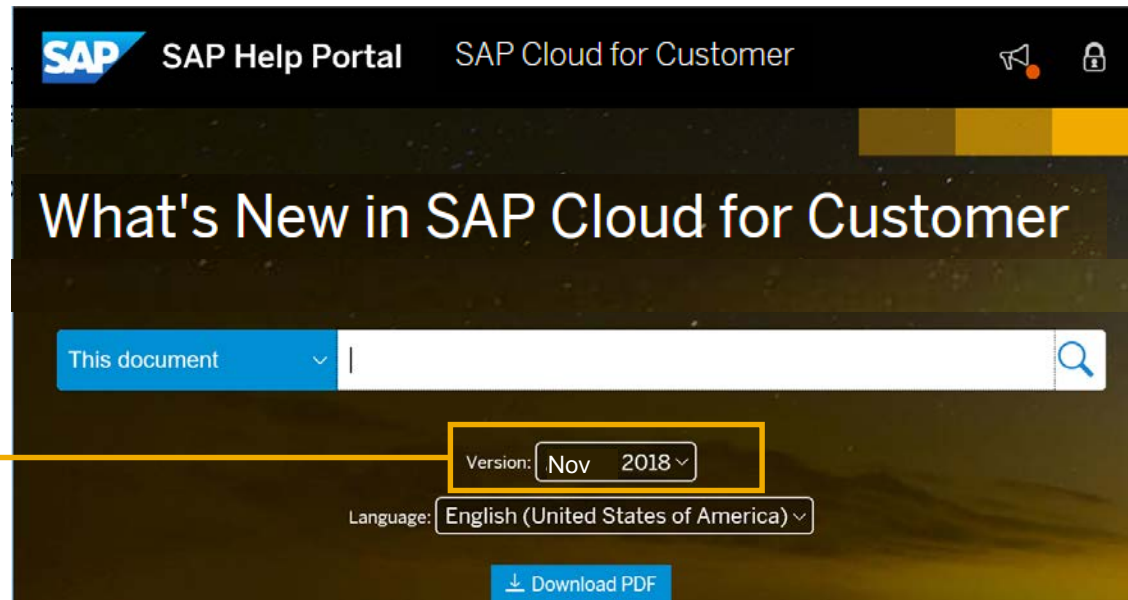 SAP SAP Help Portal SAP Cloud for Customer
What's New in SAP Cloud for Customer
This document
Version: Nov 2018
Language: English (United States of America)
Download PDF